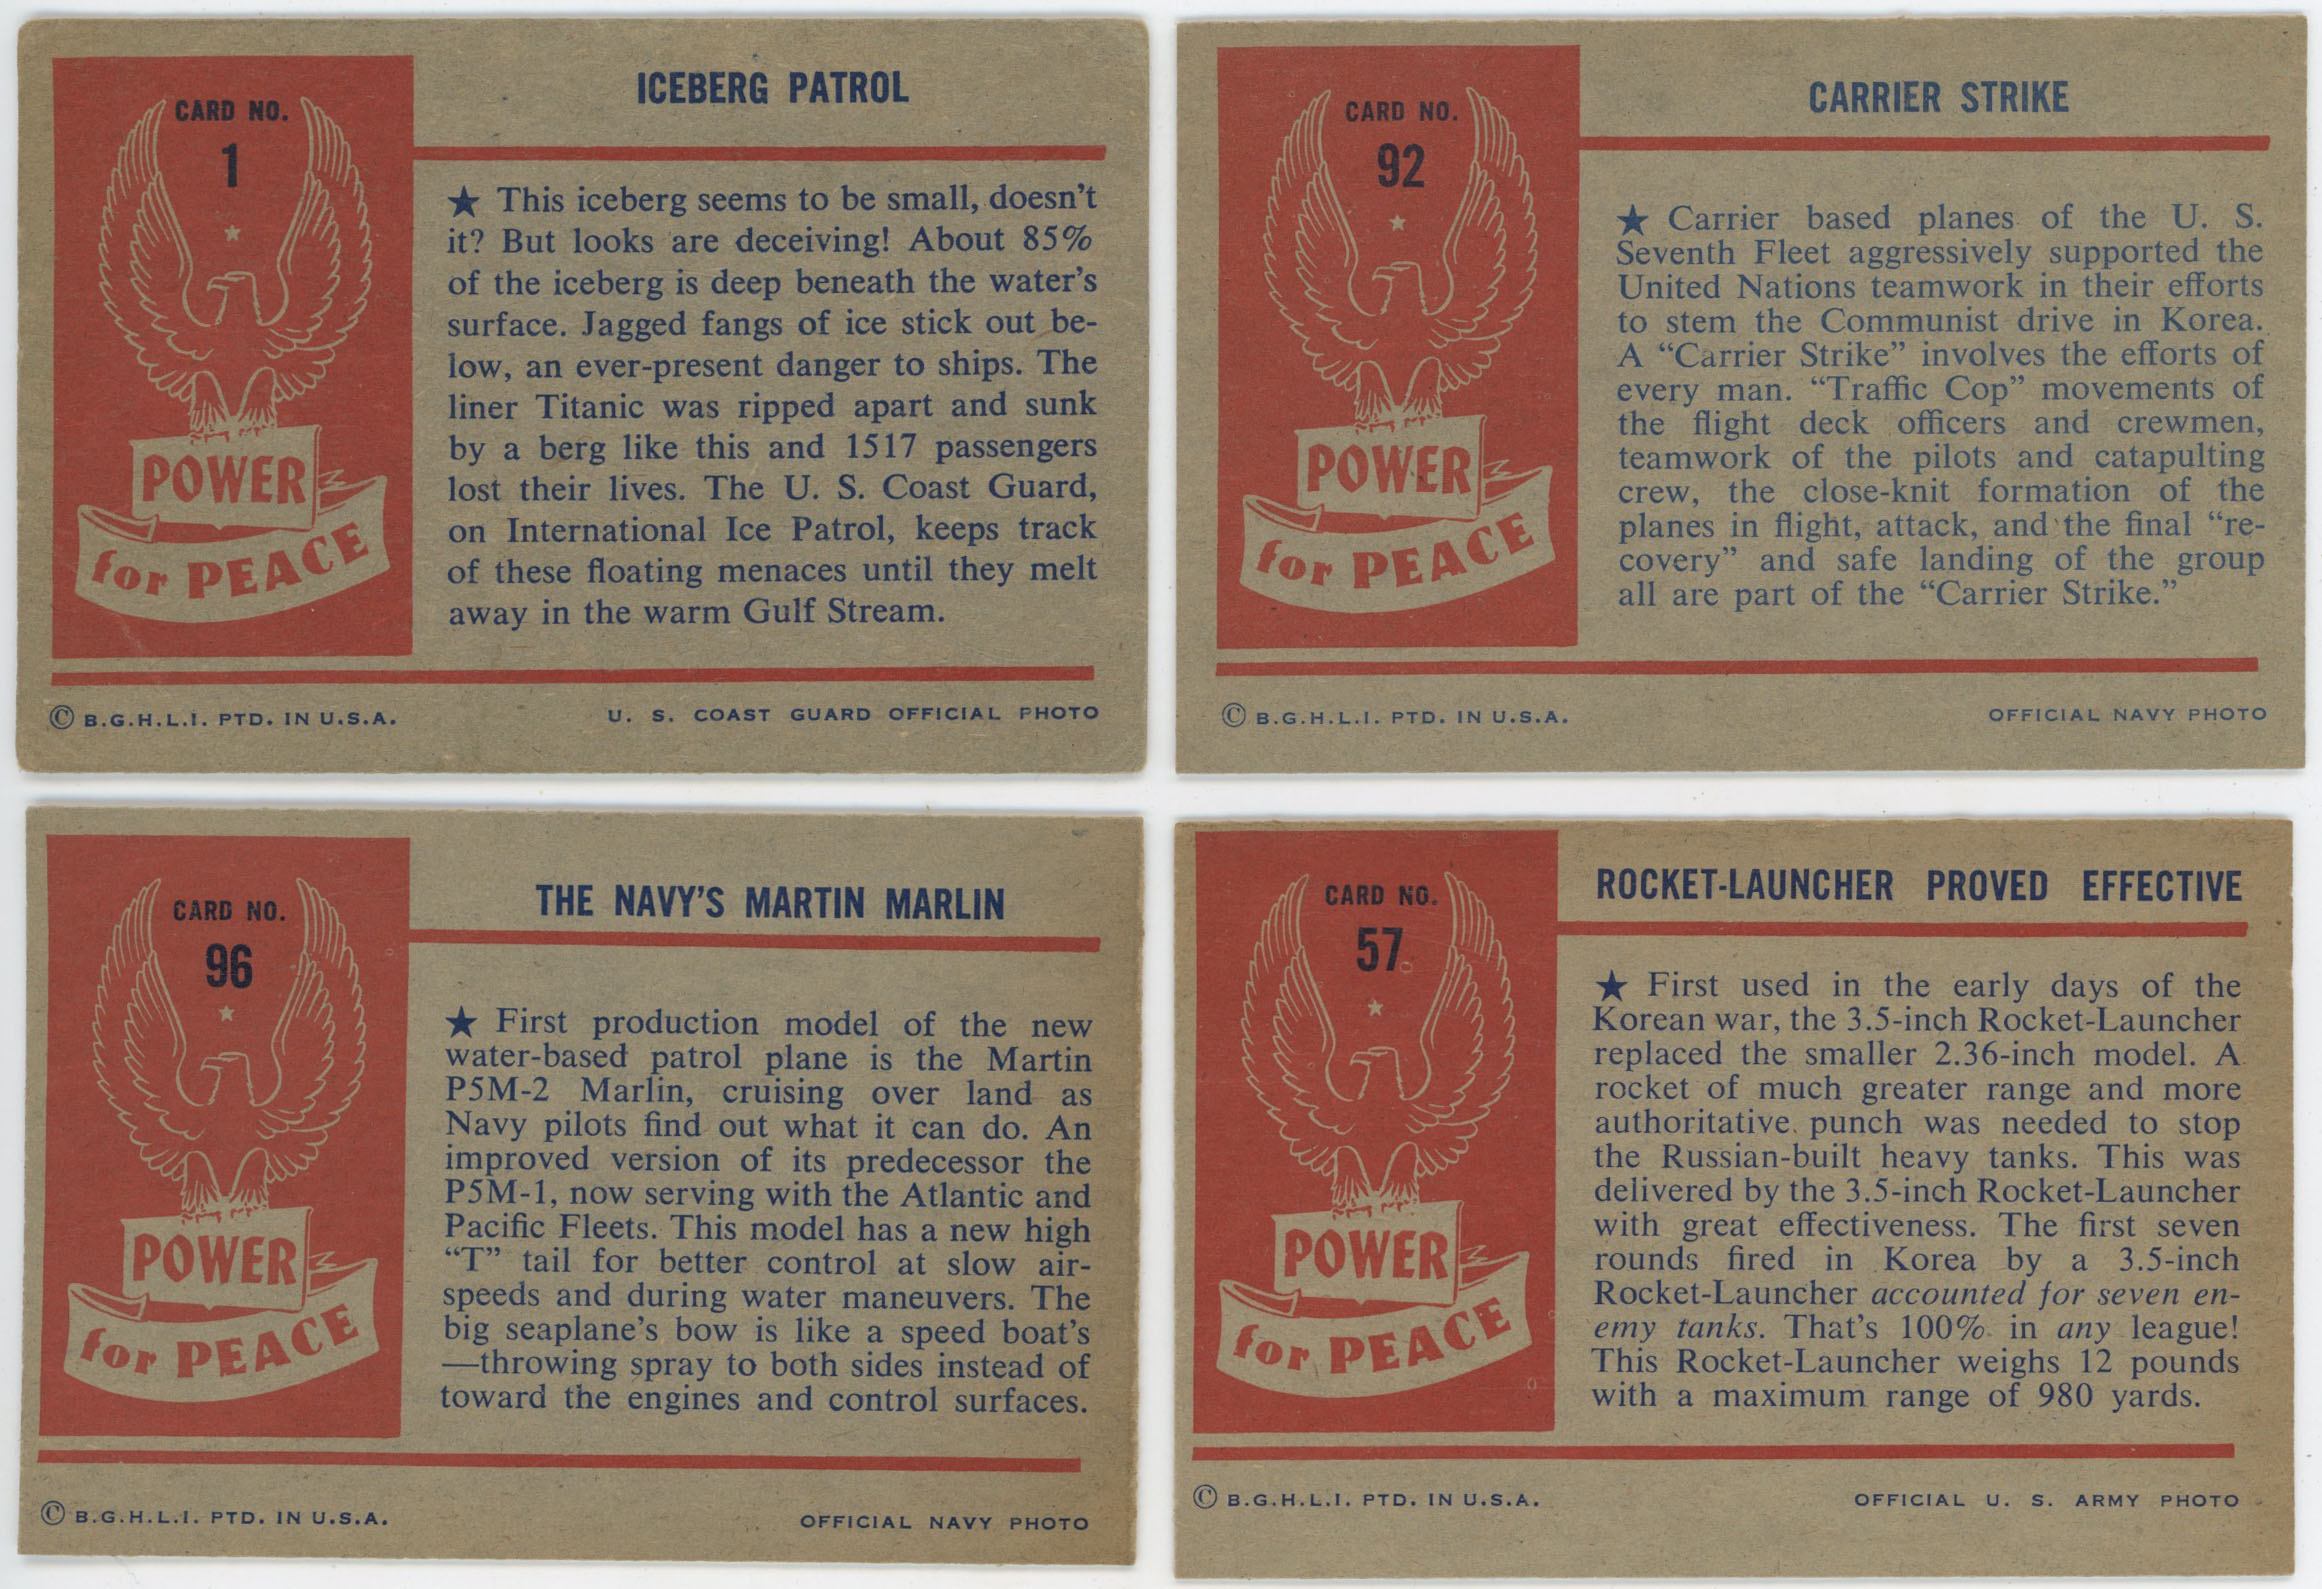 CARD NO.
1
POWER
for PEACE
ICEBERG PATROL
★ This iceberg seems to be small, doesn't
it? But looks are deceiving! About 85%
of the iceberg is deep beneath the water's
surface. Jagged fangs of ice stick out be-
low, an ever-present danger to ships. The
liner Titanic was ripped apart and sunk
by a berg like this and 1517 passengers
lost their lives. The U. S. Coast Guard,
on International Ice Patrol, keeps track
of these floating menaces until they melt
away in the warm Gulf Stream.
© B.G.H.L.I. PTD. IN U.S.A.
U. S. COAST GUARD OFFICIAL PHOTO
CARD NO.
92
POWER
for PEACE
CARRIER STRIKE
★ Carrier based planes of the U. S.
Seventh Fleet aggressively supported the
United Nations teamwork in their efforts
to stem the Communist drive in Korea.
A “Carrier Strike” involves the efforts of
every man. “Traffic Cop” movements of
the flight deck officers and crewmen,
teamwork of the pilots and catapulting
crew, the close-knit formation of the
planes in flight, attack, and the final “re-
covery” and safe landing of the group
all are part of the “Carrier Strike.”
© B.G.H.L.I. PTD. IN U.S.A.
OFFICIAL NAVY PHOTO
CARD NO.
96
POWER
for PEACE
THE NAVY'S MARTIN MARLIN
★ First production model of the new
water-based patrol plane is the Martin
P5M-2 Marlin, cruising over land as
Navy pilots find out what it can do. An
improved version of its predecessor the
P5M-1, now serving with the Atlantic and
Pacific Fleets. This model has a new high
“T” tail for better control at slow air-
speeds and during water maneuvers. The
big seaplane's bow is like a speed boat's
—throwing spray to both sides instead of
toward the engines and control surfaces.
© B.G.H.L.I. PTD. IN U.S.A.
OFFICIAL NAVY PHOTO
CARD NO.
57
POWER
for PEACE
ROCKET-LAUNCHER PROVED EFFECTIVE
★ First used in the early days of the
Korean war, the 3.5-inch Rocket-Launcher
replaced the smaller 2.36-inch model. A
rocket of much greater range and more
authoritative punch was needed to stop
the Russian-built heavy tanks. This was
delivered by the 3.5-inch Rocket-Launcher
with great effectiveness. The first seven
rounds fired in Korea by a 3.5-inch
Rocket-Launcher accounted for seven en-
emy tanks. That's 100% in any league!
This Rocket-Launcher weighs 12 pounds
with a maximum range of 980 yards.
© B.G.H.L.I. PTD. IN U.S.A.
OFFICIAL U. S. ARMY PHOTO